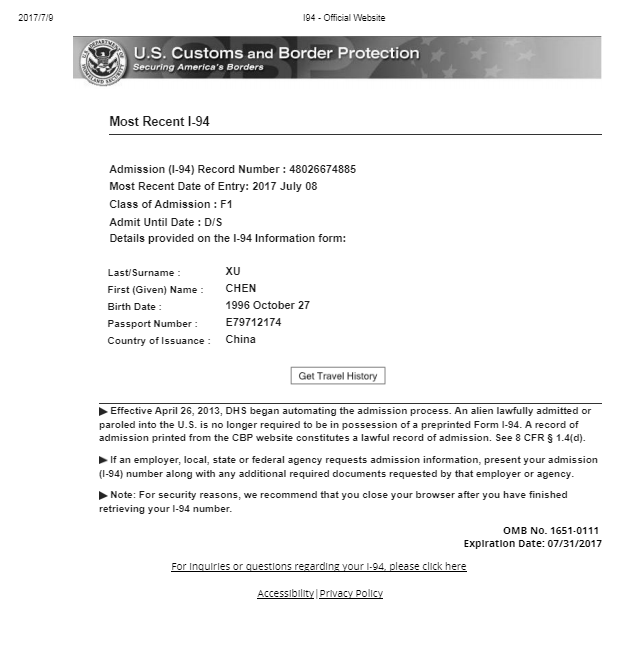 2017/7/9 I94 - Official Website
U.S. Customs and Border Protection
Securing America's Borders
Most Recent I-94
Admission (I-94) Record Number : 48026674885
Most Recent Date of Entry: 2017 July 08
Class of Admission : F1
Admit Until Date : D/S
Details provided on the I-94 Information form:
Last/Surname : XU
First (Given) Name : CHEN
Birth Date : 1996 October 27
Passport Number : E79712174
Country of Issuance : China
Get Travel History
▶ Effective April 26, 2013, DHS began automating the admission process. An alien lawfully admitted or
paroled into the U.S. is no longer required to be in possession of a preprinted Form I-94. A record of
admission printed from the CBP website constitutes a lawful record of admission. See 8 CFR § 1.4(d).
▶ If an employer, local, state or federal agency requests admission information, present your admission
(I-94) number along with any additional required documents requested by that employer or agency.
▶ Note: For security reasons, we recommend that you close your browser after you have finished
retrieving your I-94 number.
OMB No. 1651-0111
Expiration Date: 07/31/2017
For inquiries or questions regarding your I-94, please click here
Accessibility | Privacy Policy